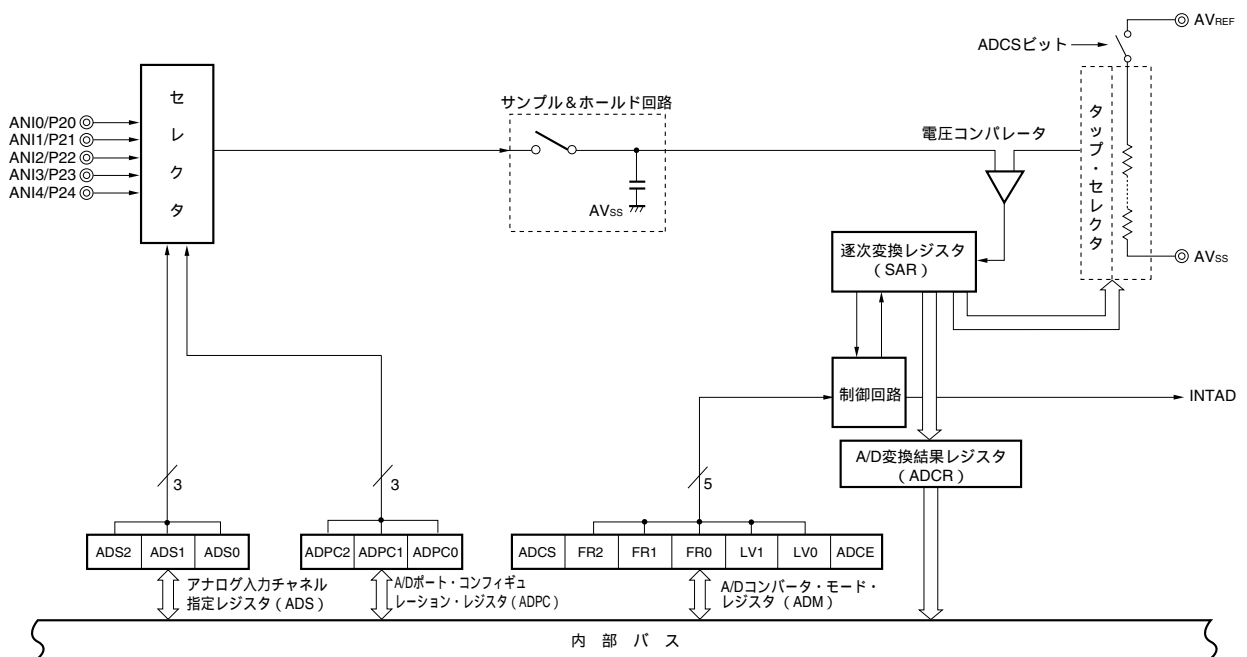 AVREF
ADCSビット
セレクタ
タップ・セレクタ
サンプル&ホールド回路
ANI0/P20
ANI1/P21
ANI2/P22
ANI3/P23
ANI4/P24
電圧コンパレータ
AVSS
逐次変換レジスタ
(SAR)
AVSS
制御回路
INTAD
A/D変換結果レジスタ
(ADCR)
3
3
5
ADS2 ADS1 ADS0
ADPC2 ADPC1 ADPC0
ADCS FR2 FR1 FR0 LV1 LV0 ADCE
アナログ入力チャネル
指定レジスタ(ADS)
A/Dポート・コンフィギュ
レーション・レジスタ(ADPC)
A/Dコンバータ・モード・
レジスタ(ADM)
内部バス